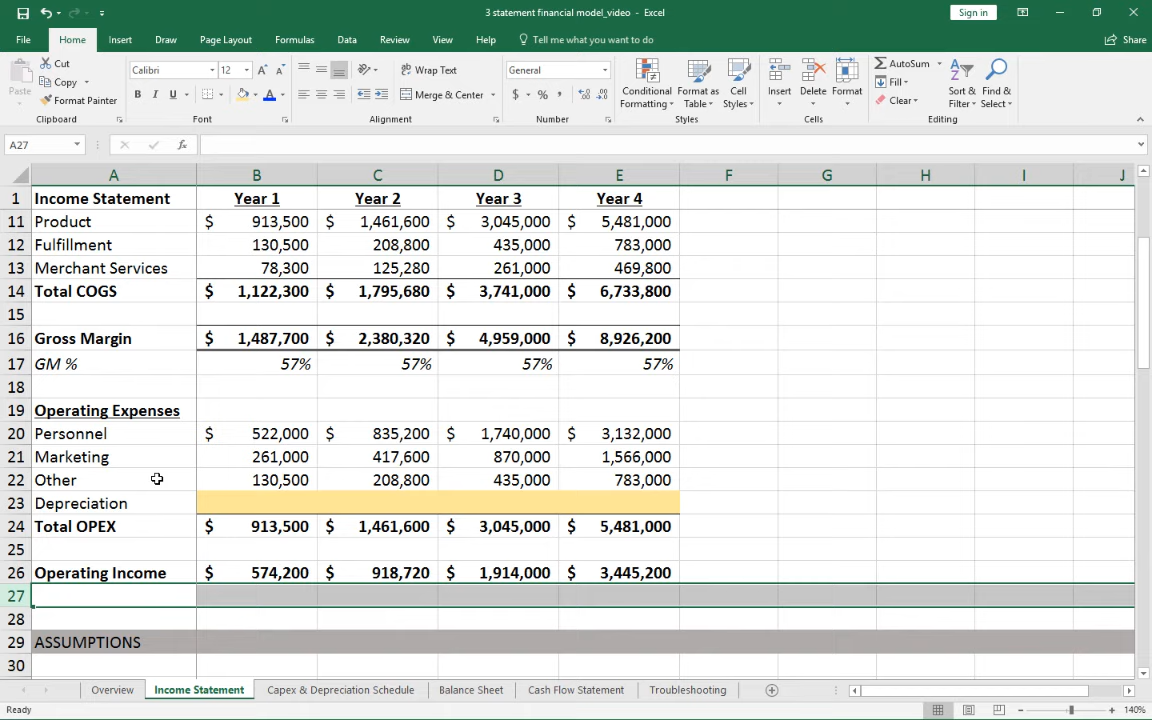 3 statement financial model_video - Excel
Sign in
File Home Insert Draw Page Layout Formulas Data Review View Help Tell me what you want to do Share
Paste
Cut
Copy
Format Painter
Calibri 12
B I U
A A
Wrap Text
Merge & Center
General
$ % ,
Conditional Formatting
Format as Table
Cell Styles
Insert
Delete
Format
AutoSum
Fill
Clear
Sort & Filter
Find & Select
Clipboard Font Alignment Number Styles Cells Editing
A27 fx
A B C D E F G H I J
1 Income Statement Year 1 Year 2 Year 3 Year 4
11 Product $ 913,500 $ 1,461,600 $ 3,045,000 $ 5,481,000
12 Fulfillment 130,500 208,800 435,000 783,000
13 Merchant Services 78,300 125,280 261,000 469,800
14 Total COGS $ 1,122,300 $ 1,795,680 $ 3,741,000 $ 6,733,800
15
16 Gross Margin $ 1,487,700 $ 2,380,320 $ 4,959,000 $ 8,926,200
17 GM % 57% 57% 57% 57%
18
19 Operating Expenses
20 Personnel $ 522,000 $ 835,200 $ 1,740,000 $ 3,132,000
21 Marketing 261,000 417,600 870,000 1,566,000
22 Other 130,500 208,800 435,000 783,000
23 Depreciation
24 Total OPEX $ 913,500 $ 1,461,600 $ 3,045,000 $ 5,481,000
25
26 Operating Income $ 574,200 $ 918,720 $ 1,914,000 $ 3,445,200
27
28
29 ASSUMPTIONS
30
Overview Income Statement Capex & Depreciation Schedule Balance Sheet Cash Flow Statement Troubleshooting
Ready 140%